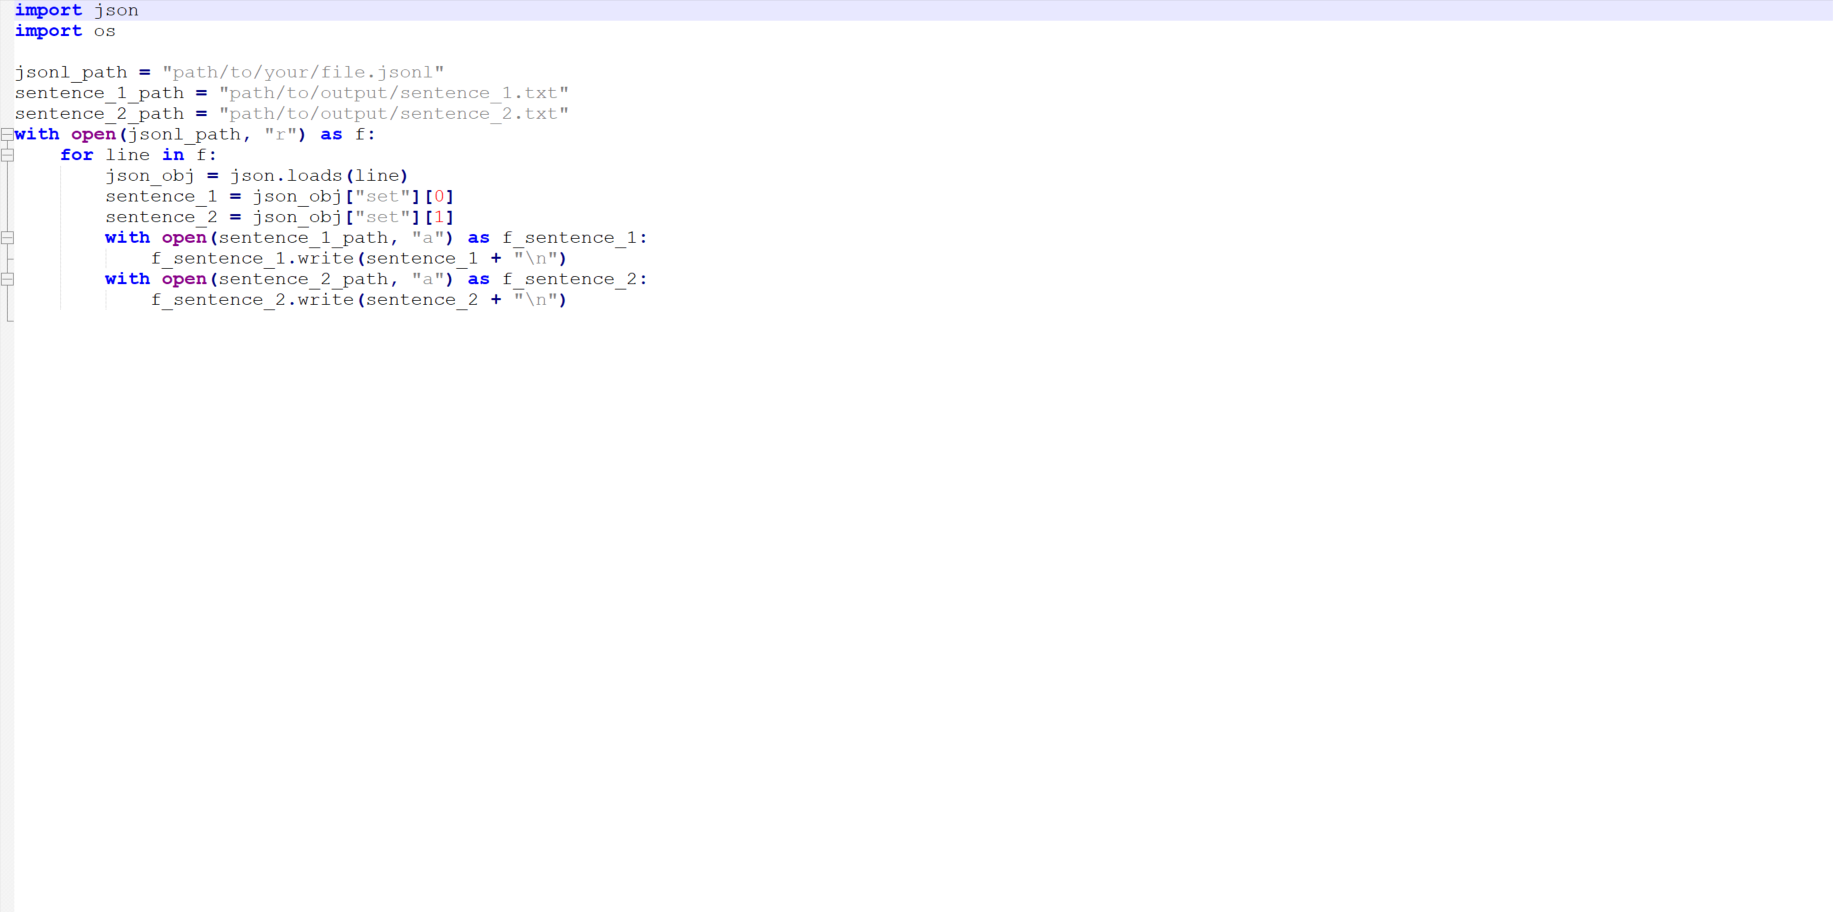 import json
import os

jsonl_path = "path/to/your/file.jsonl"
sentence_1_path = "path/to/output/sentence_1.txt"
sentence_2_path = "path/to/output/sentence_2.txt"
with open(jsonl_path, "r") as f:
    for line in f:
        json_obj = json.loads(line)
        sentence_1 = json_obj["set"][0]
        sentence_2 = json_obj["set"][1]
        with open(sentence_1_path, "a") as f_sentence_1:
            f_sentence_1.write(sentence_1 + "\n")
        with open(sentence_2_path, "a") as f_sentence_2:
            f_sentence_2.write(sentence_2 + "\n")